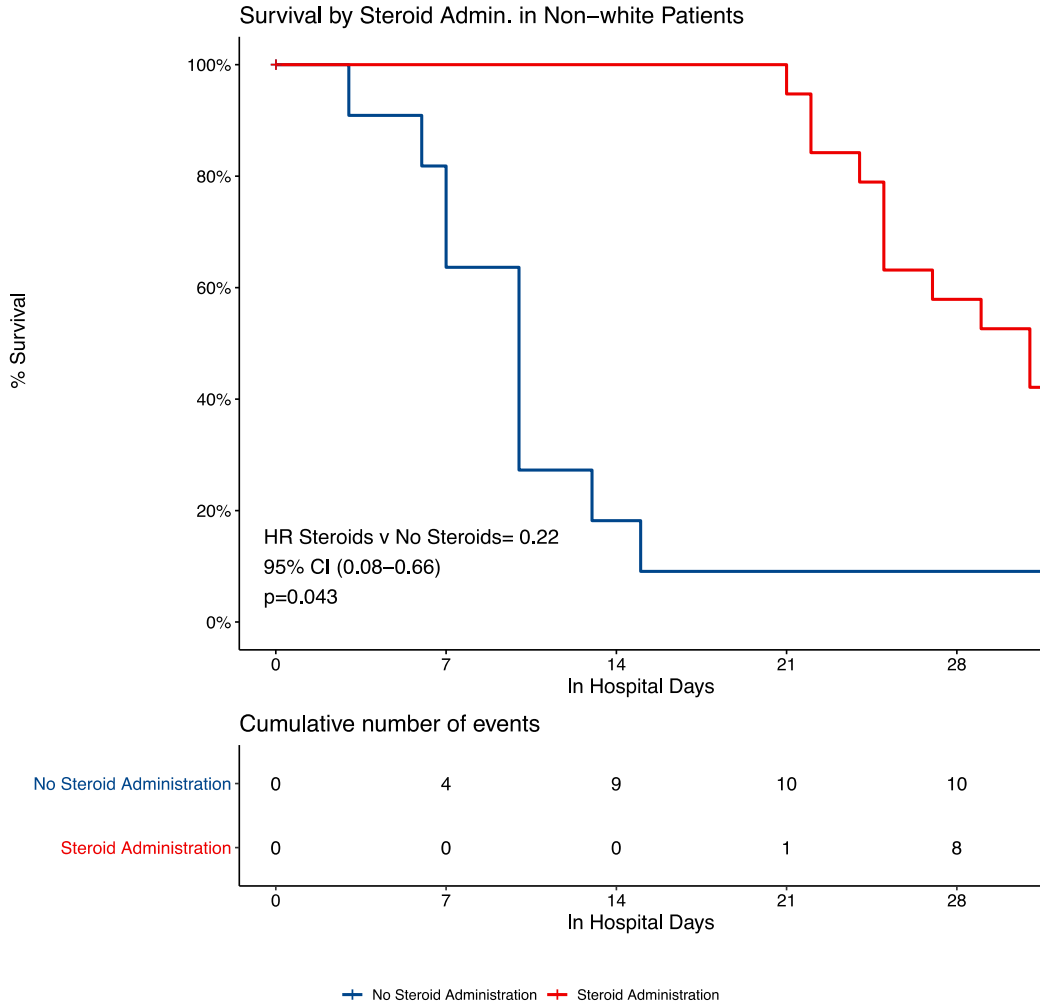 Survival by Steroid Admin. in Non–white Patients
% Survival
100%
80%
60%
40%
20%
0%
HR Steroids v No Steroids= 0.22
95% CI (0.08–0.66)
p=0.043
0 7 14 21 28
In Hospital Days
Cumulative number of events
No Steroid Administration 0 4 9 10 10
Steroid Administration 0 0 0 1 8
0 7 14 21 28
In Hospital Days
No Steroid Administration Steroid Administration